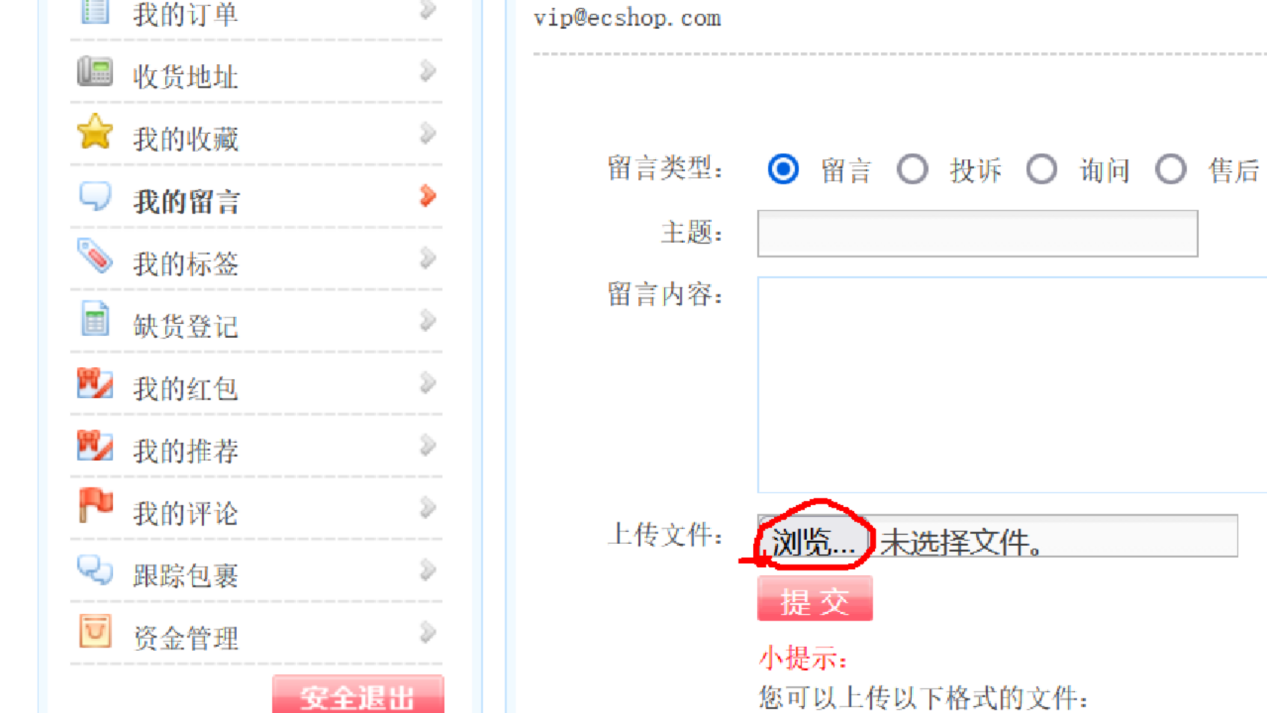 我的订单
收货地址
我的收藏
我的留言
我的标签
缺货登记
我的红包
我的推荐
我的评论
跟踪包裹
资金管理
安全退出
vip@ecshop.com
留言类型： 留言 投诉 询问 售后
主题：
留言内容：
上传文件： 浏览... 未选择文件。
提 交
小提示：
您可以上传以下格式的文件：